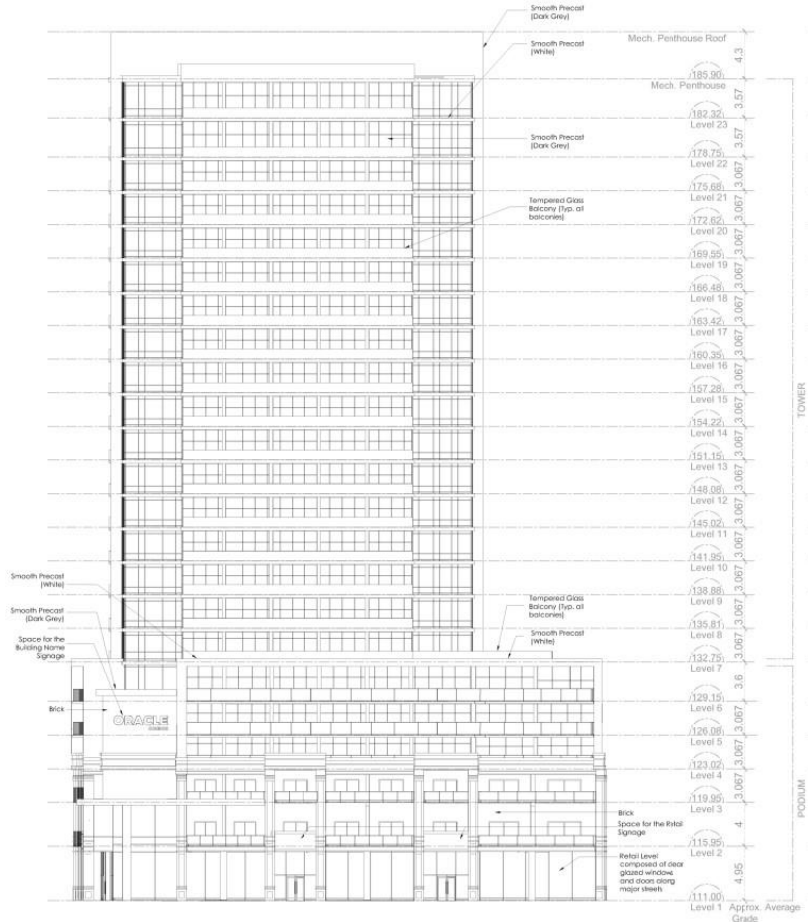 Smooth Precast
(Dark Grey)
Mech. Penthouse Roof
Smooth Precast
(White)
4.3
185.90
Mech. Penthouse
3.57
182.32
Level 23
Smooth Precast
(Dark Grey)
3.57
178.75
Level 22
3.067
175.68
Level 21
Tempered Glass
Balcony (Typ. all
balconies)
3.067
172.62
Level 20
3.067
169.55
Level 19
3.067
166.48
Level 18
3.067
163.42
Level 17
3.067
160.35
Level 16
3.067
157.28
Level 15
3.067
154.22
Level 14
TOWER
3.067
151.15
Level 13
3.067
148.08
Level 12
3.067
145.02
Level 11
3.067
141.95
Level 10
3.067
138.88
Level 9
3.067
135.81
Level 8
3.067
132.75
Level 7
Smooth Precast
(White)
Smooth Precast
(Dark Grey)
Space for the
Building Name
Signage
Tempered Glass
Balcony (Typ. all
balconies)
Smooth Precast
(White)
Brick
ORACLE
3.6
129.15
Level 6
3.067
126.08
Level 5
3.067
123.02
Level 4
3.067
119.95
Level 3
PODIUM
Brick
Space for the Retail
Signage
4
115.95
Level 2
Retail Level
composed of clear
glazed windows
and doors along
major streets
4.95
111.00
Level 1
Approx. Average
Grade